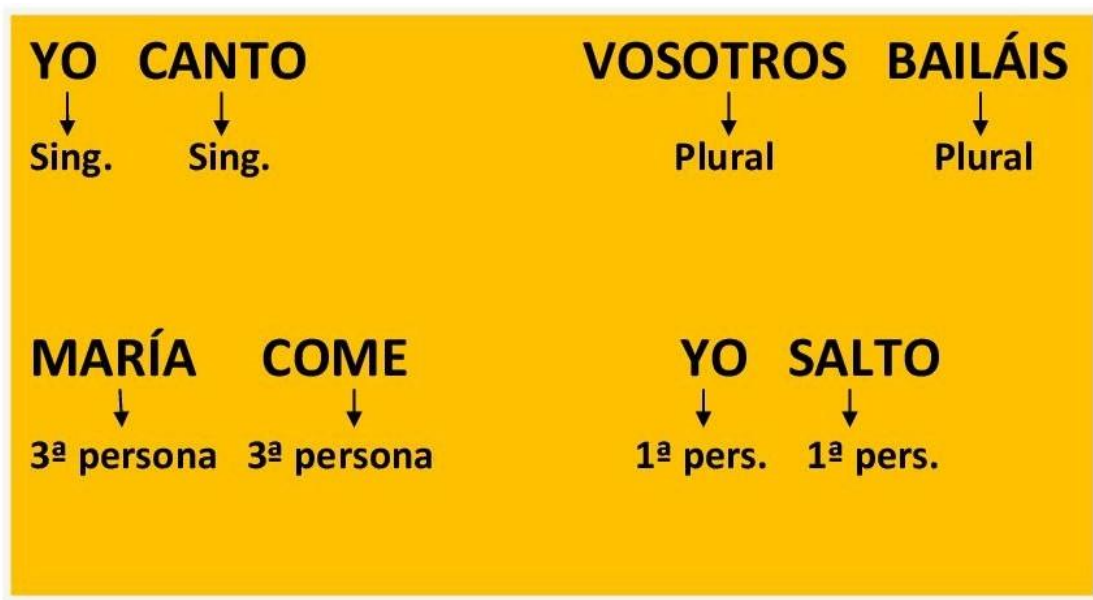 YO CANTO VOSOTROS BAILÁIS
Sing. Sing. Plural Plural
MARÍA COME YO SALTO
3ª persona 3ª persona 1ª pers. 1ª pers.